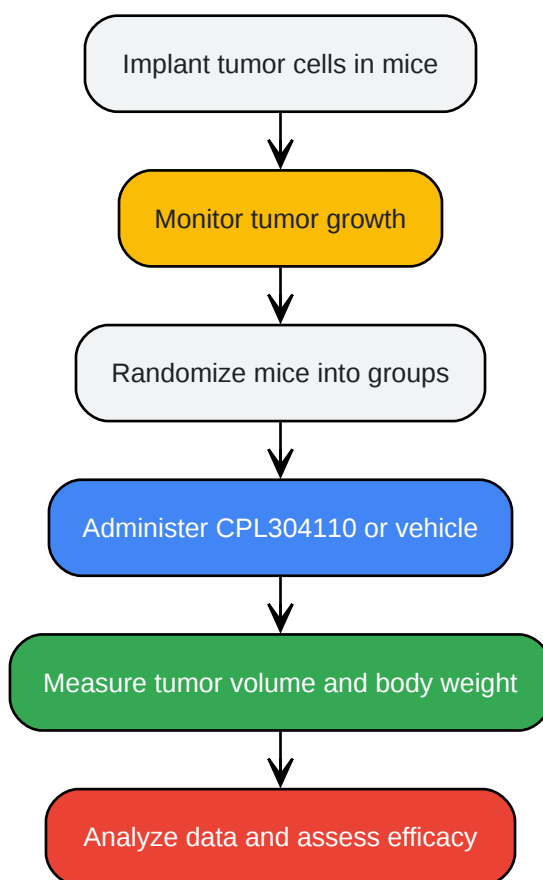 Implant tumor cells in mice
Monitor tumor growth
Randomize mice into groups
Administer CPL304110 or vehicle
Measure tumor volume and body weight
Analyze data and assess efficacy